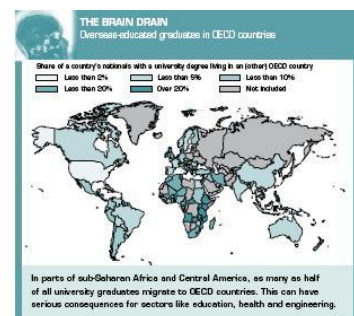 THE BRAIN DRAIN
Overseas-educated graduates in OECD countries
Share of a country's nationals with a university degree living in an (other) OECD country
Less than 2% Less than 5% Less than 10%
Less than 20% Over 20% Not included
In parts of sub-Saharan Africa and Central America, as many as half
of all university graduates migrate to OECD countries. This can have
serious consequences for sectors like education, health and engineering.